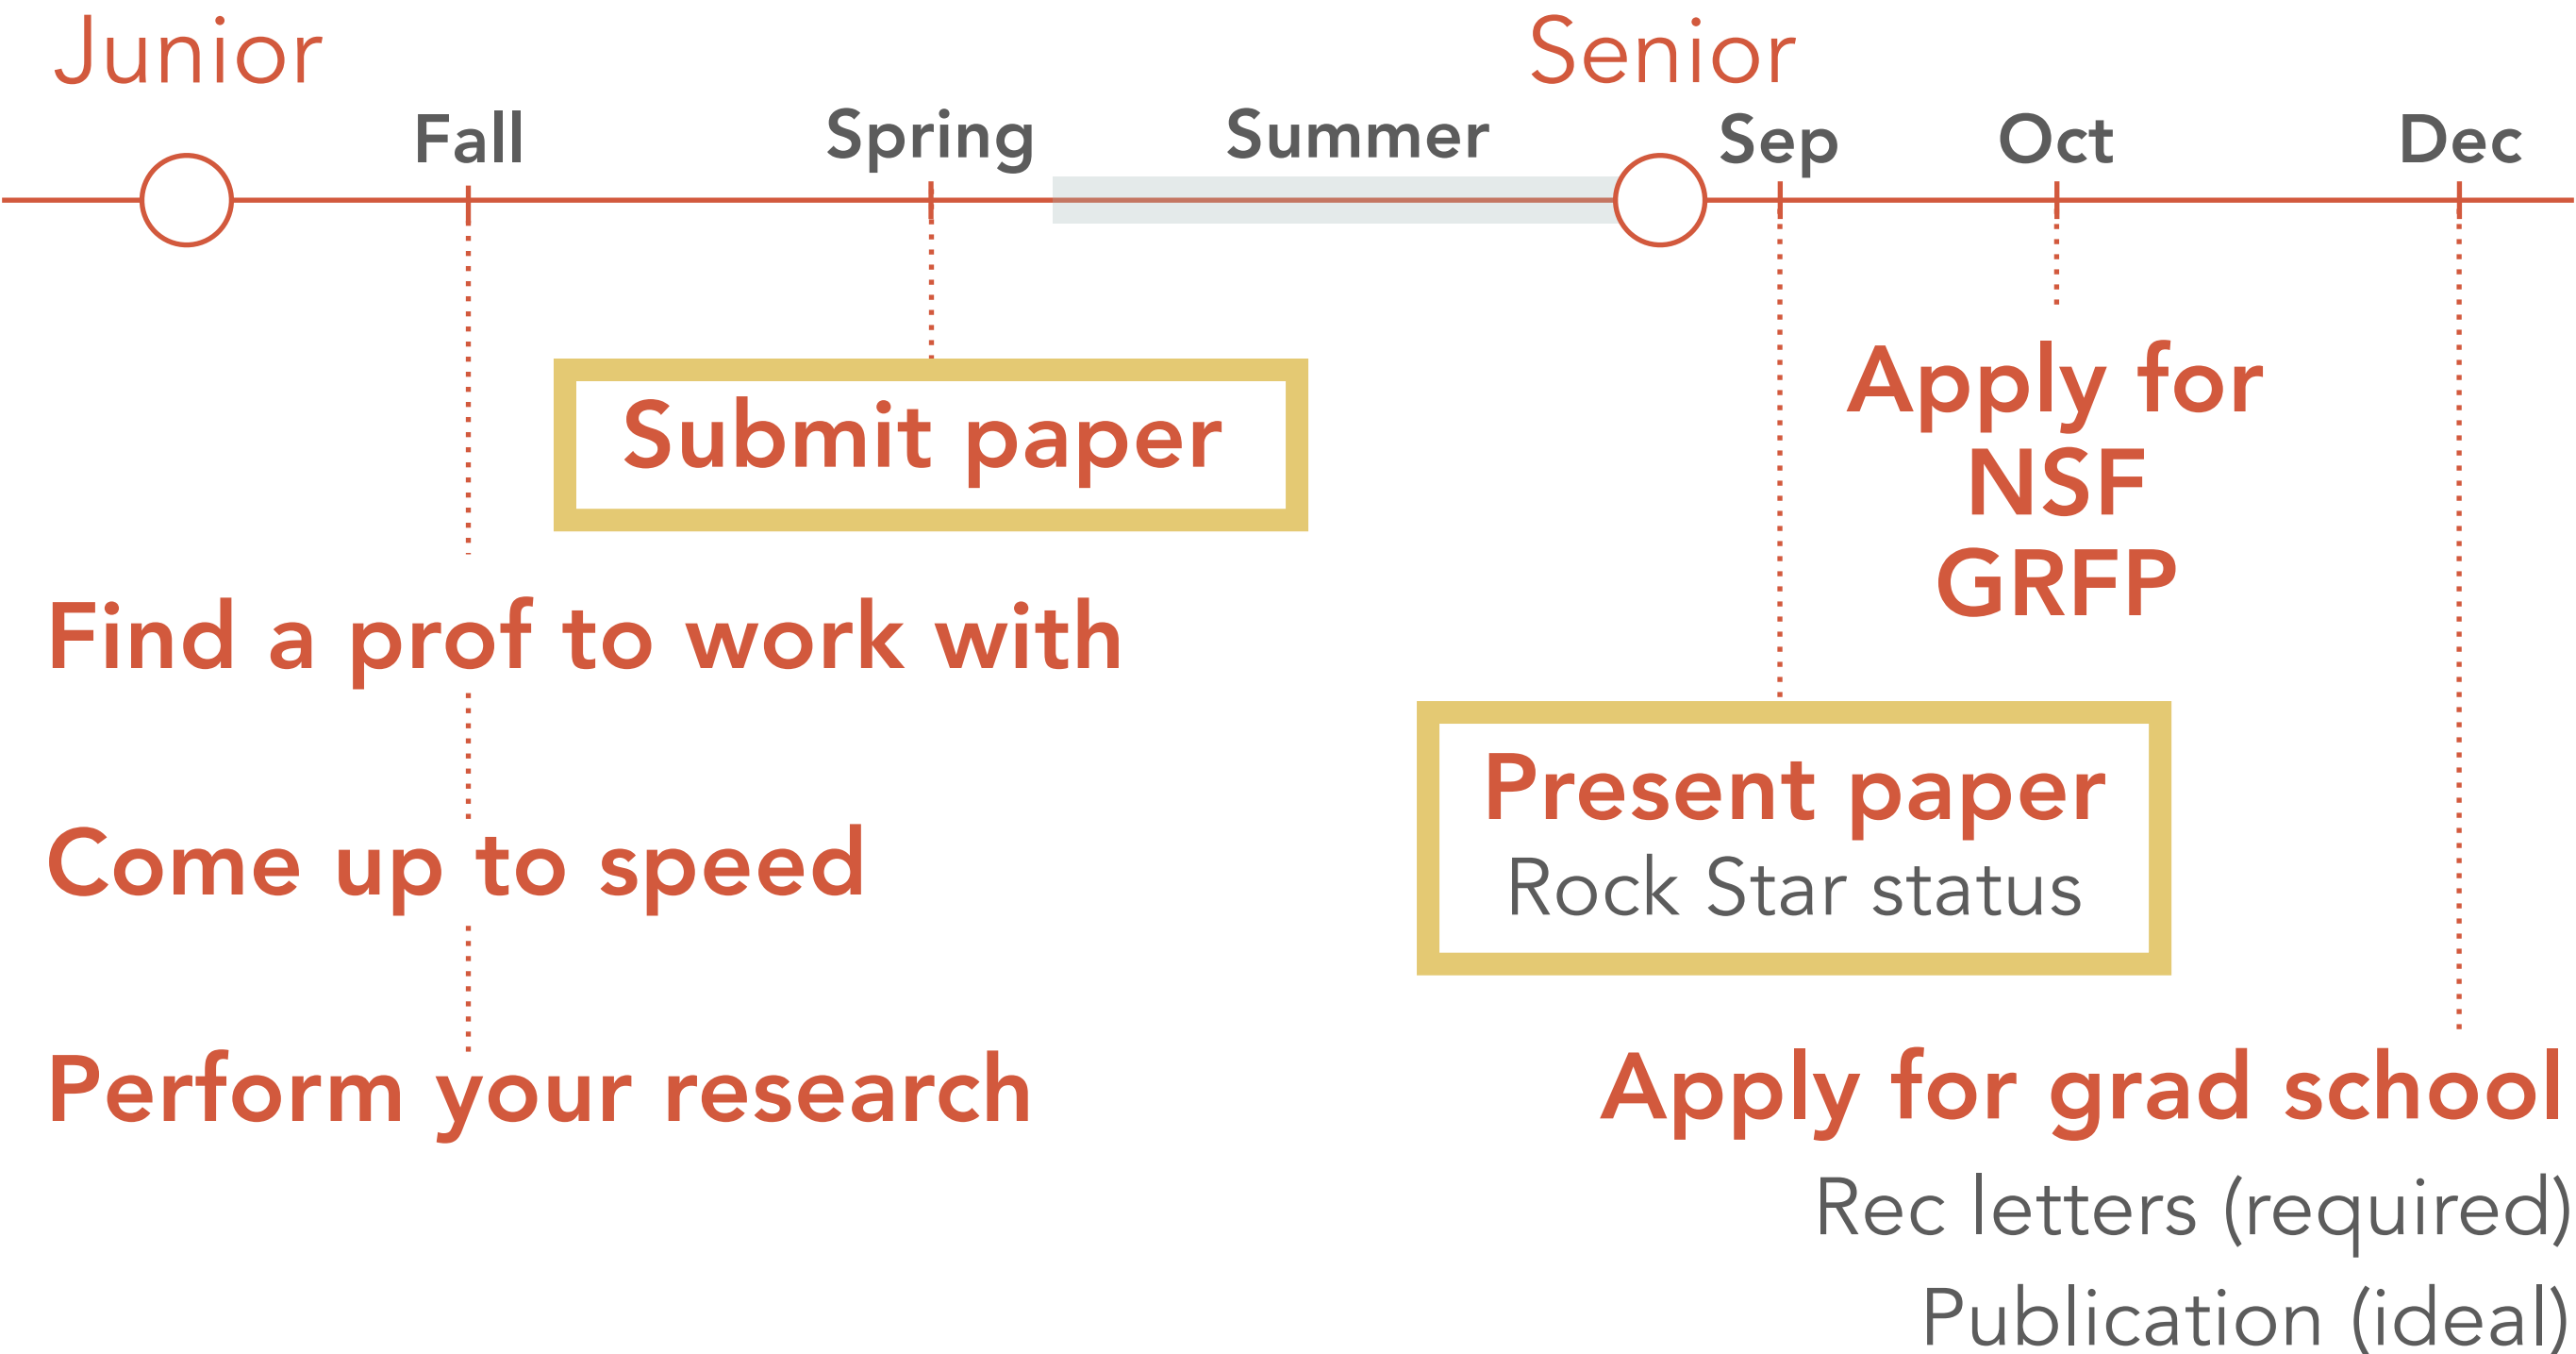 Junior
Senior
Fall
Spring
Summer
Sep
Oct
Dec
Submit paper
Apply for
NSF
GRFP
Find a prof to work with
Present paper
Rock Star status
Come up to speed
Perform your research
Apply for grad school
Rec letters (required)
Publication (ideal)